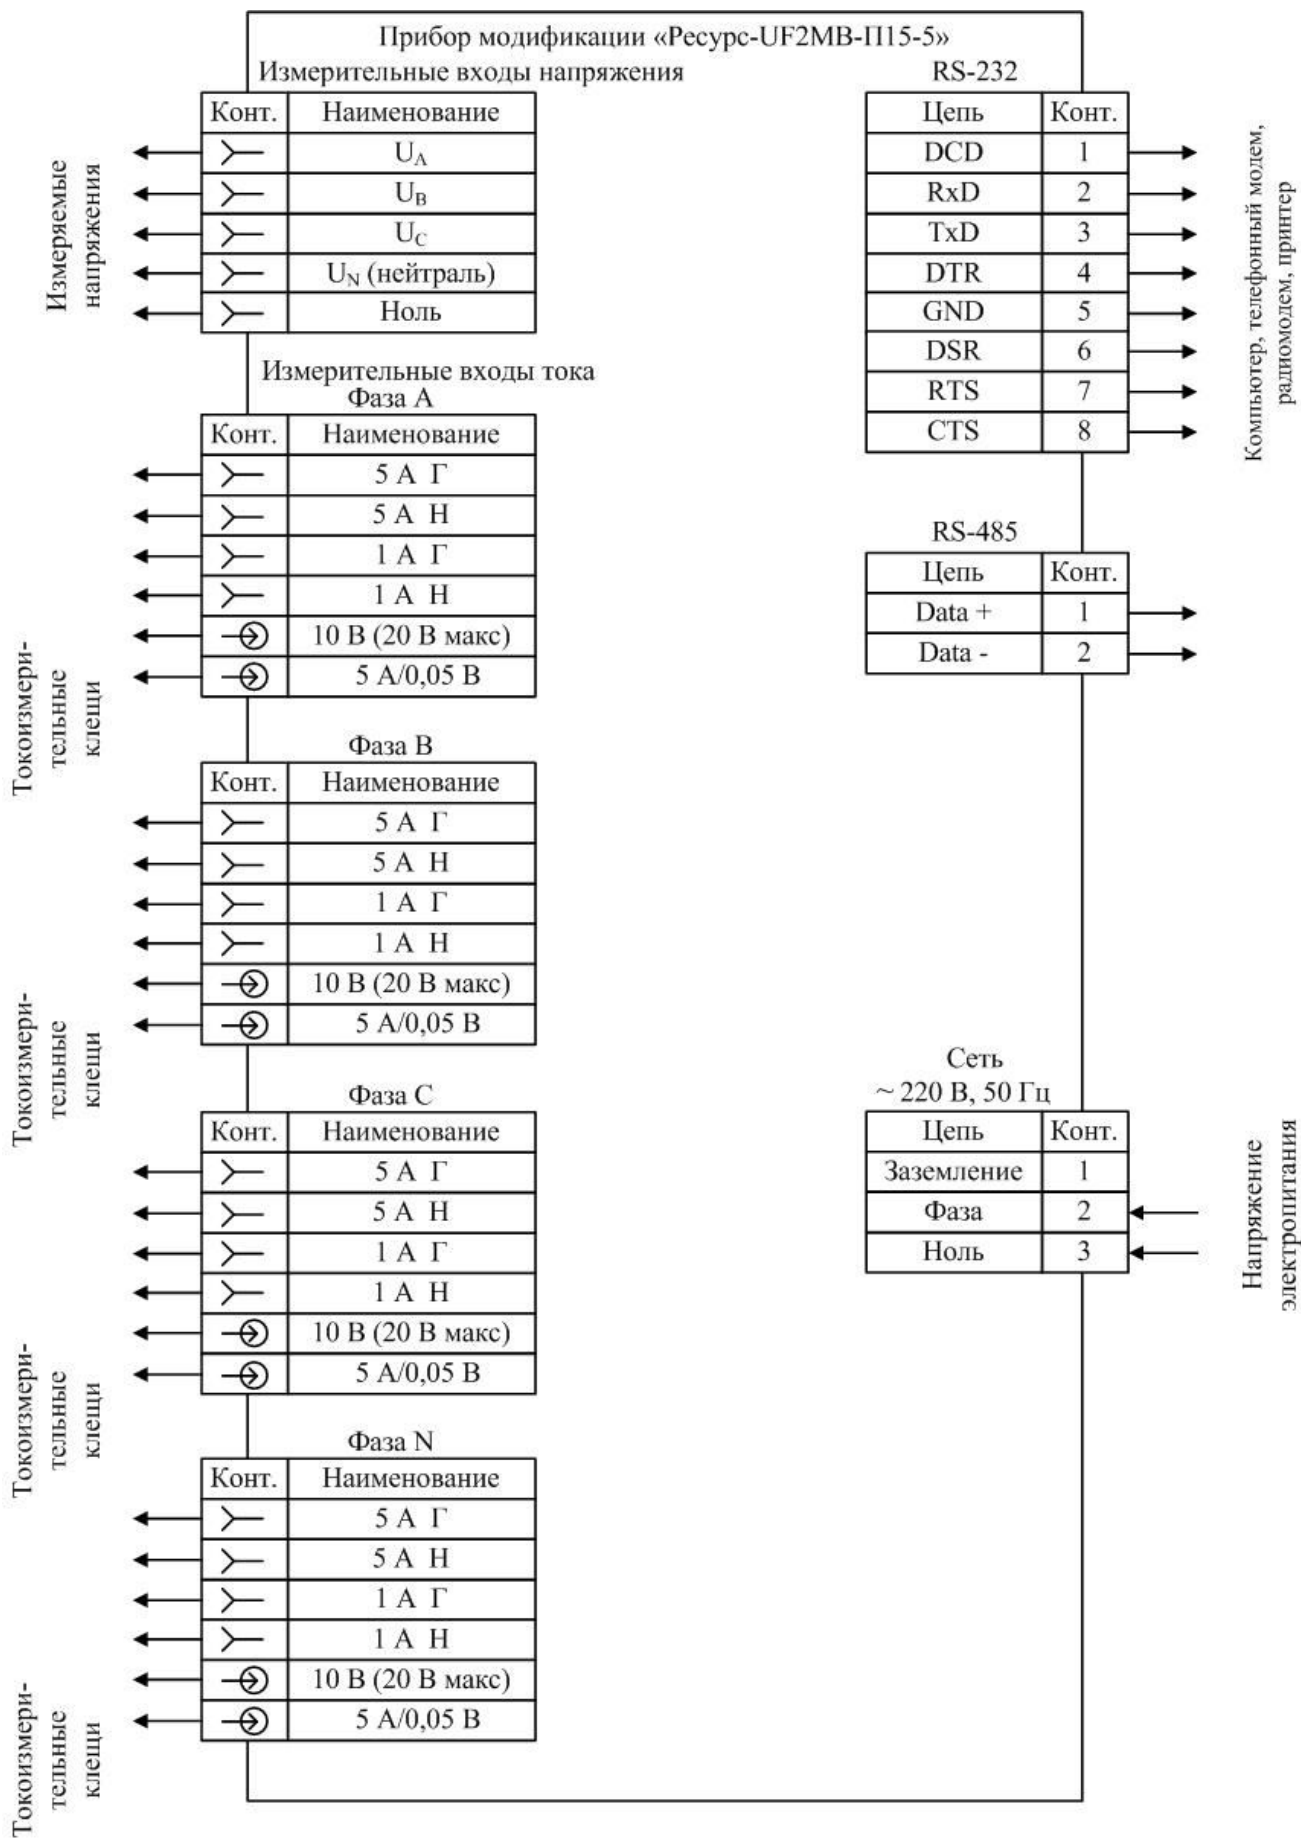 Прибор модификации «Ресурс-UF2МВ-П15-5»
Измерительные входы напряжения
Конт. Наименование
U_A
U_B
U_C
U_N (нейтраль)
Ноль
Измеряемые
напряжения
Измерительные входы тока
Фаза А
Конт. Наименование
5 А Г
5 А Н
1 А Г
1 А Н
10 В (20 В макс)
5 А/0,05 В
Токоизмери-
тельные
клещи
Фаза В
Конт. Наименование
5 А Г
5 А Н
1 А Г
1 А Н
10 В (20 В макс)
5 А/0,05 В
Токоизмери-
тельные
клещи
Фаза С
Конт. Наименование
5 А Г
5 А Н
1 А Г
1 А Н
10 В (20 В макс)
5 А/0,05 В
Токоизмери-
тельные
клещи
Фаза N
Конт. Наименование
5 А Г
5 А Н
1 А Г
1 А Н
10 В (20 В макс)
5 А/0,05 В
Токоизмери-
тельные
клещи
RS-232
Цепь Конт.
DCD 1
RxD 2
TxD 3
DTR 4
GND 5
DSR 6
RTS 7
CTS 8
Компьютер, телефонный модем,
радиомодем, принтер
RS-485
Цепь Конт.
Data + 1
Data - 2
Сеть
~ 220 В, 50 Гц
Цепь Конт.
Заземление 1
Фаза 2
Ноль 3
Напряжение
электропитания